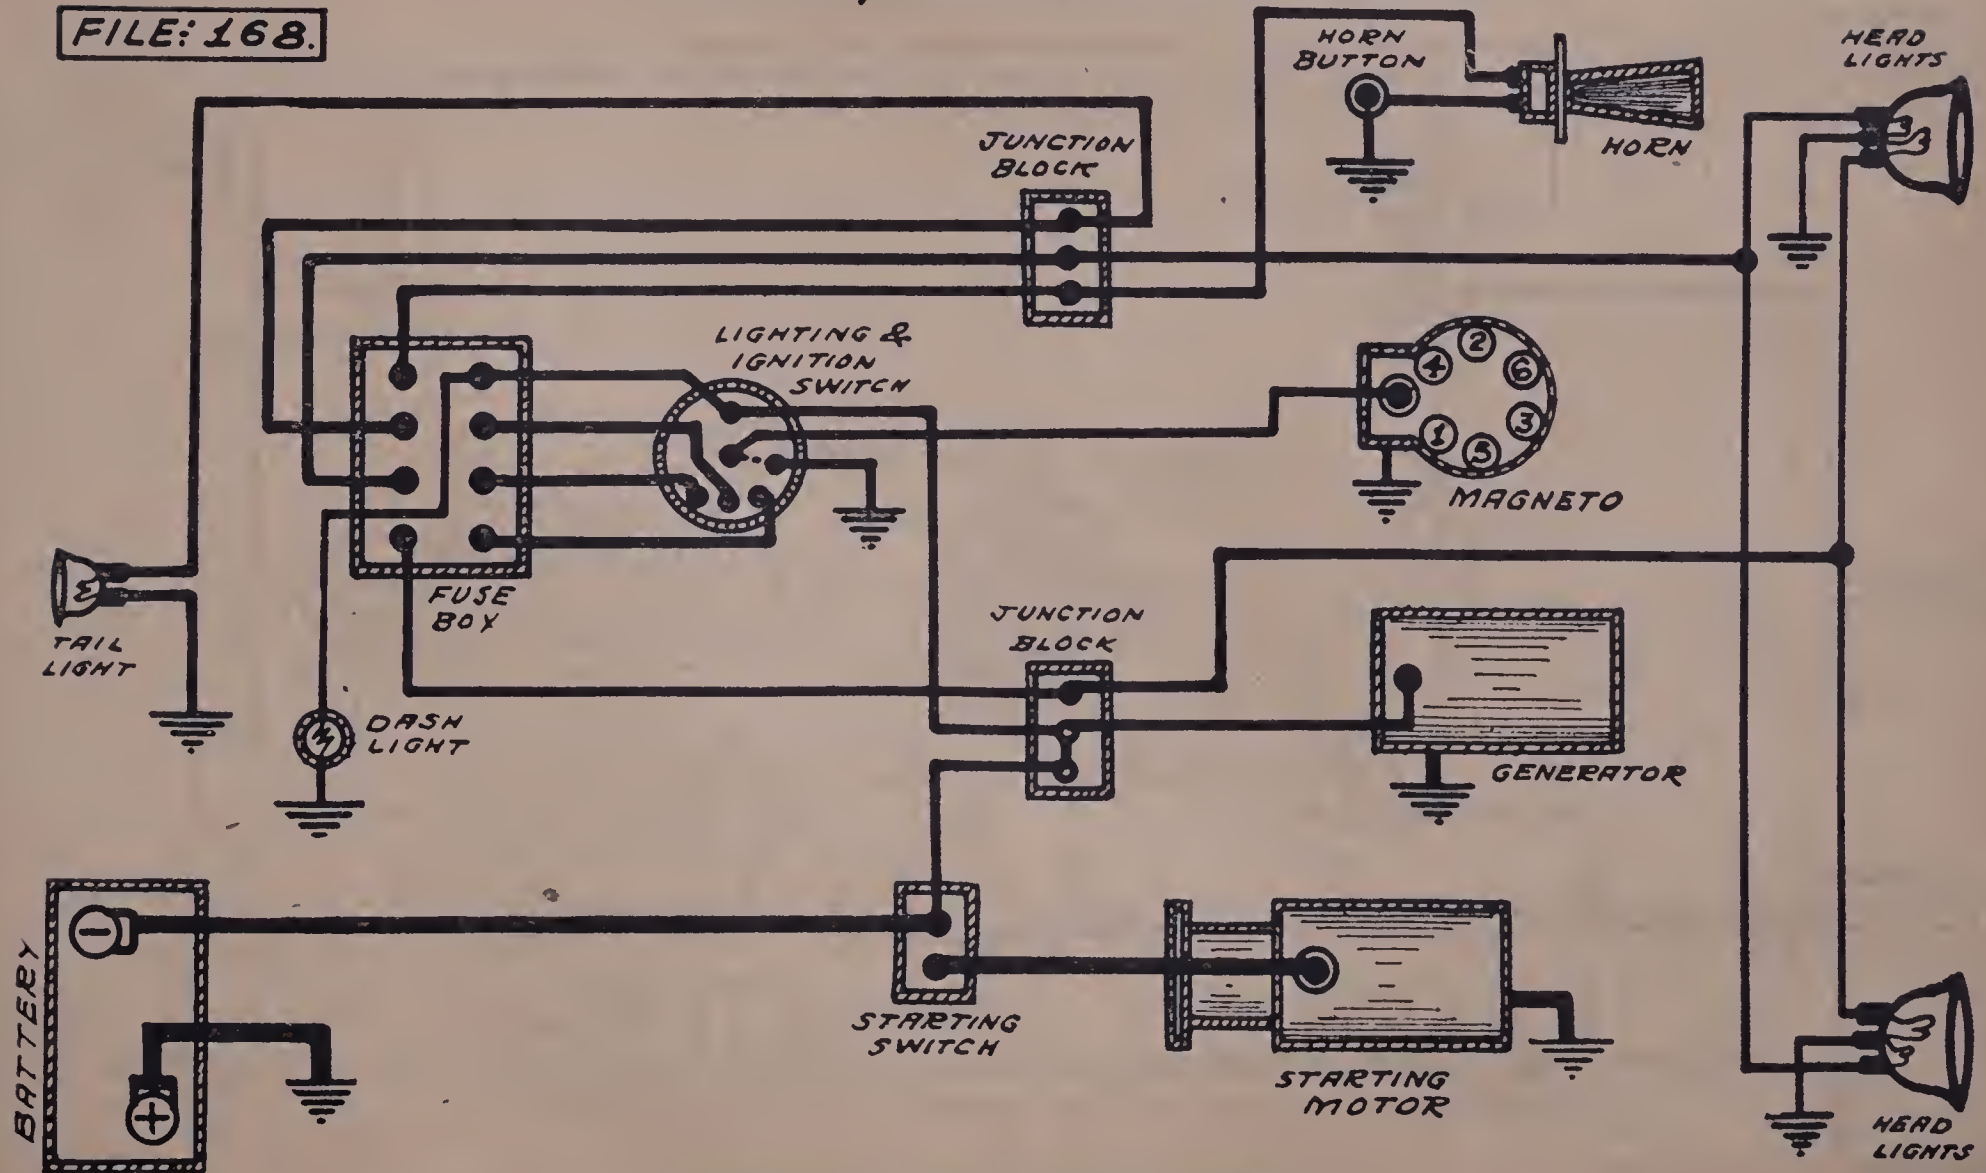 FILE: 168.
HORN
BUTTON
HORN
HEAD
LIGHTS
JUNCTION
BLOCK
LIGHTING &
IGNITION
SWITCH
4
2
6
3
5
1
MAGNETO
FUSE
BOX
TAIL
LIGHT
DASH
LIGHT
JUNCTION
BLOCK
GENERATOR
BATTERY
-
+
STARTING
SWITCH
STARTING
MOTOR
HEAD
LIGHTS